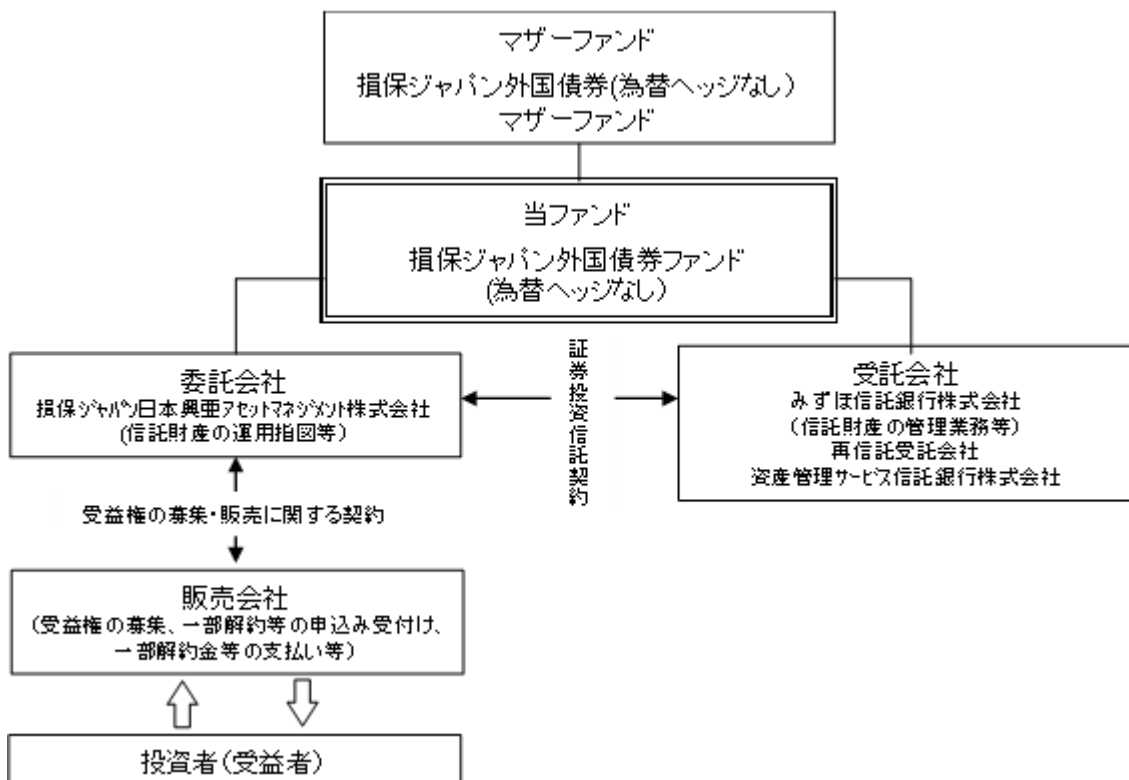 マザーファンド
損保ジャパン外国債券(為替ヘッジなし)
マザーファンド
当ファンド
損保ジャパン外国債券ファンド
(為替ヘッジなし)
委託会社
損保ジャパン日本興亜アセットマネジメント株式会社
(信託財産の運用指図等)
証券投資信託契約
受託会社
みずほ信託銀行株式会社
(信託財産の管理業務等)
再信託受託会社
資産管理サービス信託銀行株式会社
受益権の募集・販売に関する契約
販売会社
(受益権の募集、一部解約等の申込み受付け、
一部解約金等の支払い等)
投資者(受益者)